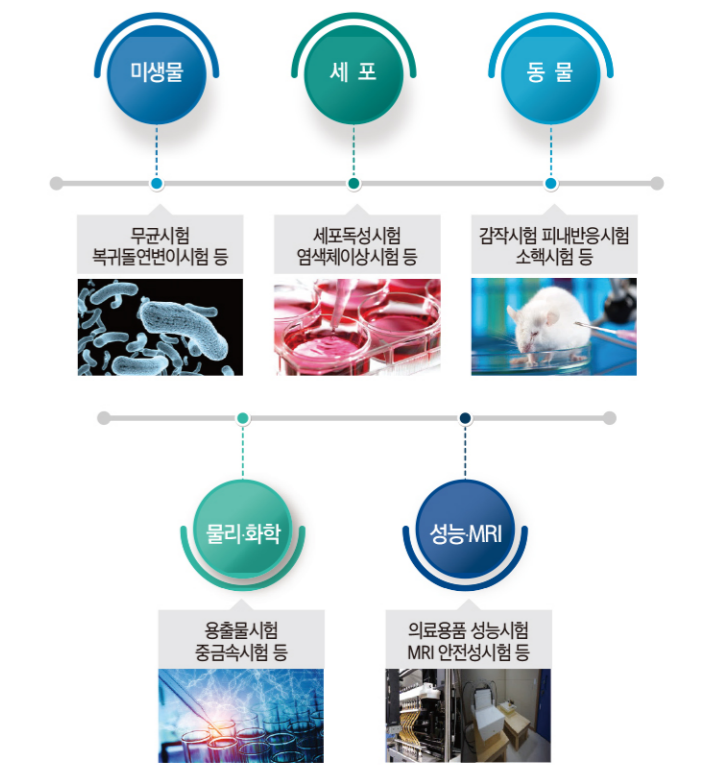 미생물
세 포
동 물
무균시험
복귀돌연변이시험 등
세포독성시험
염색체이상시험 등
감작시험 피내반응시험
소핵시험 등
물리·화학
성능·MRI
용출물시험
중금속시험 등
의료용품 성능시험
MRI 안전성시험 등